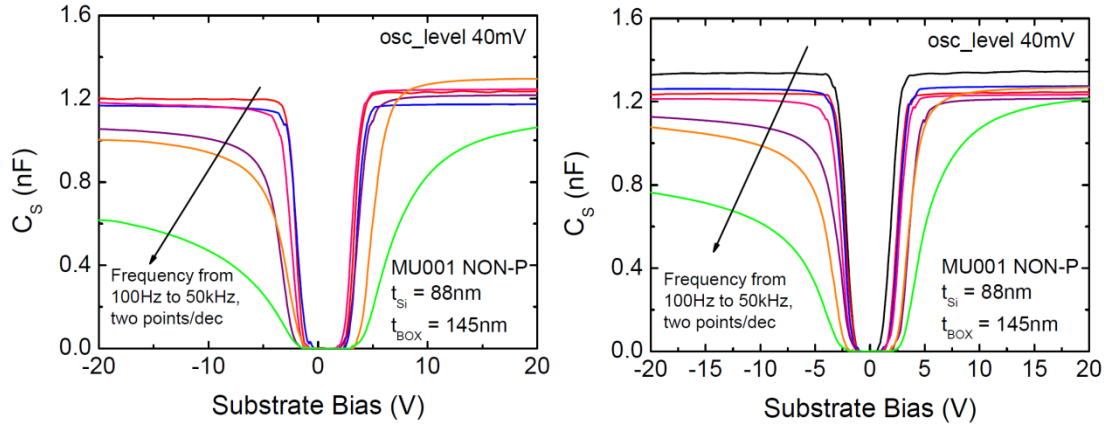 1.6
1.2
0.8
0.4
0.0
C_S (nF)
osc_level 40mV
Frequency from
100Hz to 50kHz,
two points/dec
MU001 NON-P
t_Si = 88nm
t_BOX = 145nm
-20 -10 0 10 20
Substrate Bias (V)
1.6
1.2
0.8
0.4
0.0
C_S (nF)
osc_level 40mV
Frequency from
100Hz to 50kHz,
two points/dec
MU001 NON-P
t_Si = 88nm
t_BOX = 145nm
-20 -15 -10 -5 0 5 10 15 20
Substrate Bias (V)